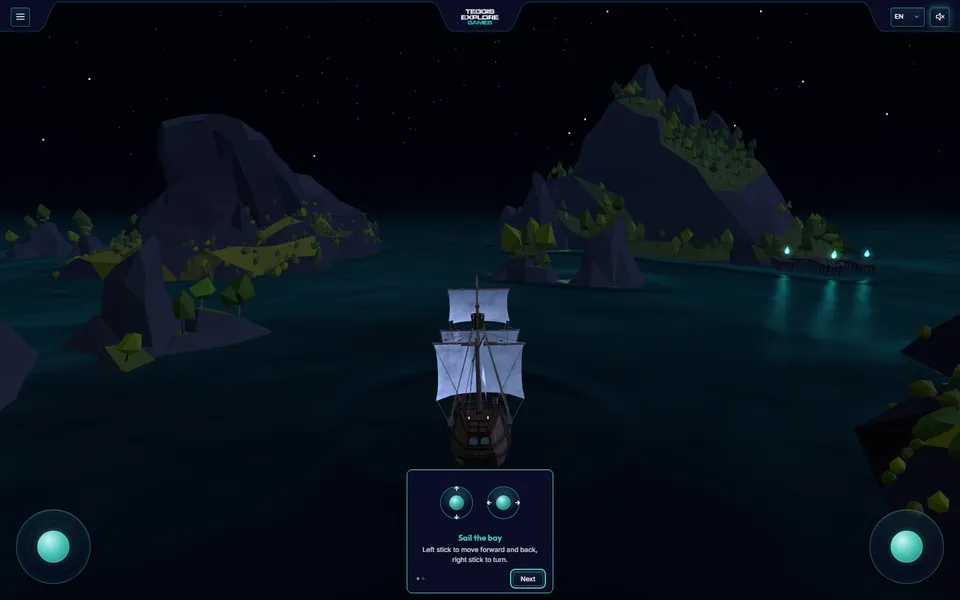 TEGGIS
EXPLORE
GAMES
EN
Sail the bay
Left stick to move forward and back,
right stick to turn.
Next